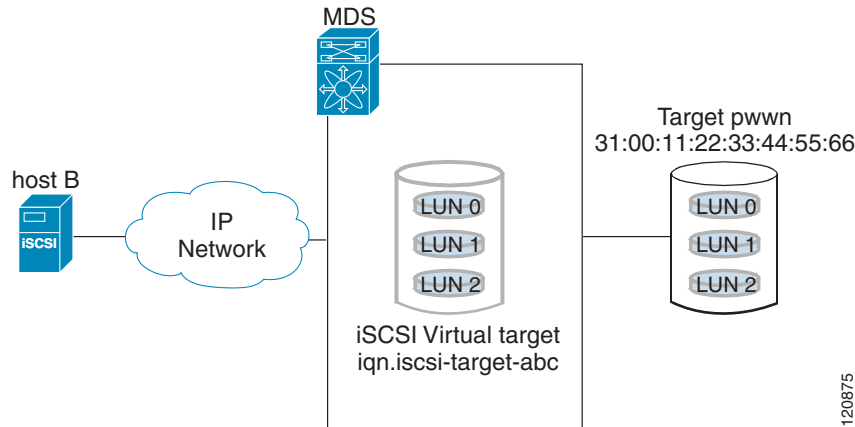 MDS
Target pwwn
31:00:11:22:33:44:55:66
host B
iSCSI
IP
Network
LUN 0
LUN 1
LUN 2
LUN 0
LUN 1
LUN 2
iSCSI Virtual target
iqn.iscsi-target-abc
120875